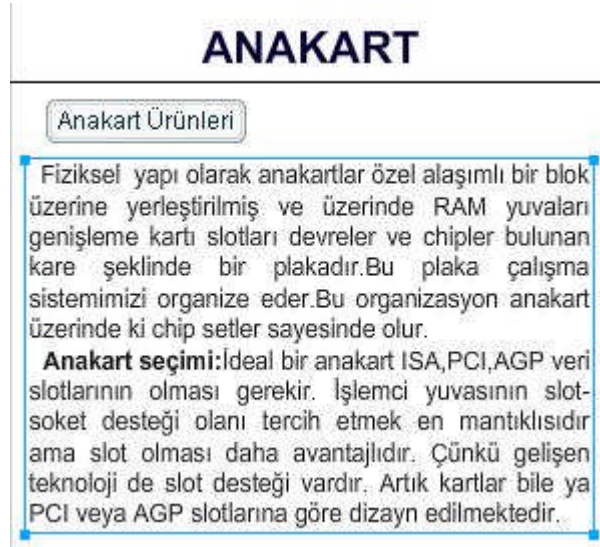 ANAKART
Anakart Ürünleri
Fiziksel yapı olarak anakartlar özel alaşımlı bir blok
üzerine yerleştirilmiş ve üzerinde RAM yuvaları
genişleme kartı slotları devreler ve chipler bulunan
kare şeklinde bir plakadır.Bu plaka çalışma
sistemimizi organize eder.Bu organizasyon anakart
üzerinde ki chip setler sayesinde olur.
Anakart seçimi:İdeal bir anakart ISA,PCI,AGP veri
slotlarının olması gerekir. İşlemci yuvasının slot-
soket desteği olanı tercih etmek en mantıklısıdır
ama slot olması daha avantajlıdır. Çünkü gelişen
teknoloji de slot desteği vardır. Artık kartlar bile ya
PCI veya AGP slotlarına göre dizayn edilmektedir.